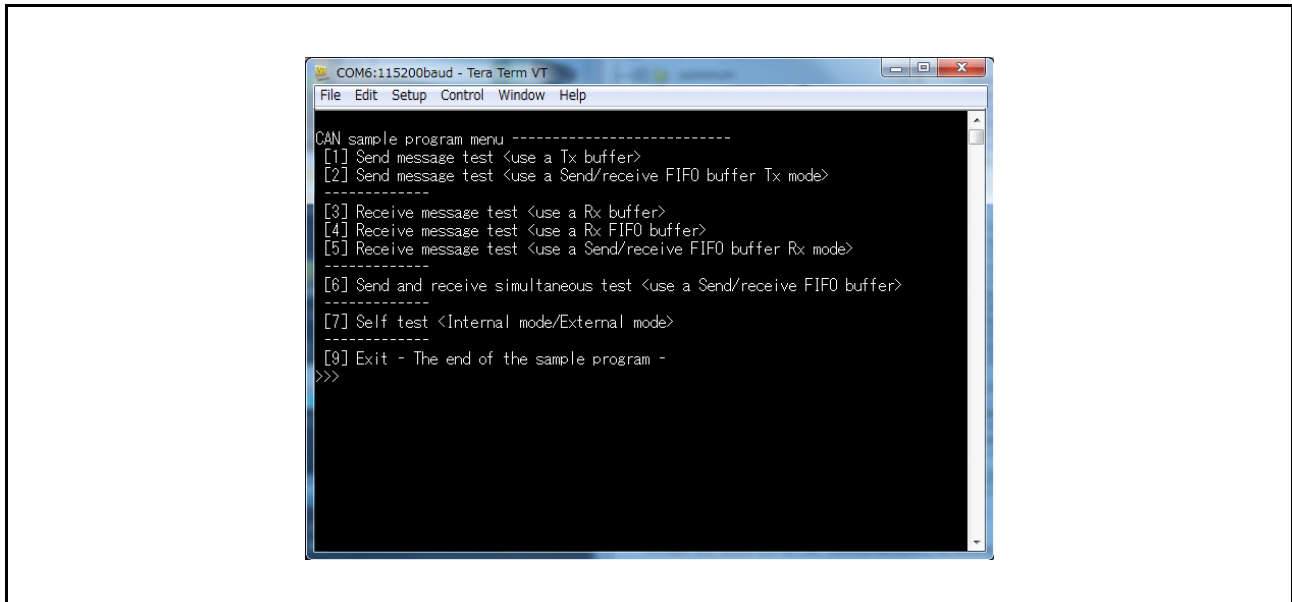 COM6:115200baud - Tera Term VT
File Edit Setup Control Window Help
CAN sample program menu ---------------------------
[1] Send message test <use a Tx buffer>
[2] Send message test <use a Send/receive FIFO buffer Tx mode>
-------------
[3] Receive message test <use a Rx buffer>
[4] Receive message test <use a Rx FIFO buffer>
[5] Receive message test <use a Send/receive FIFO buffer Rx mode>
-------------
[6] Send and receive simultaneous test <use a Send/receive FIFO buffer>
-------------
[7] Self test <Internal mode/External mode>
-------------
[9] Exit - The end of the sample program -
>>>